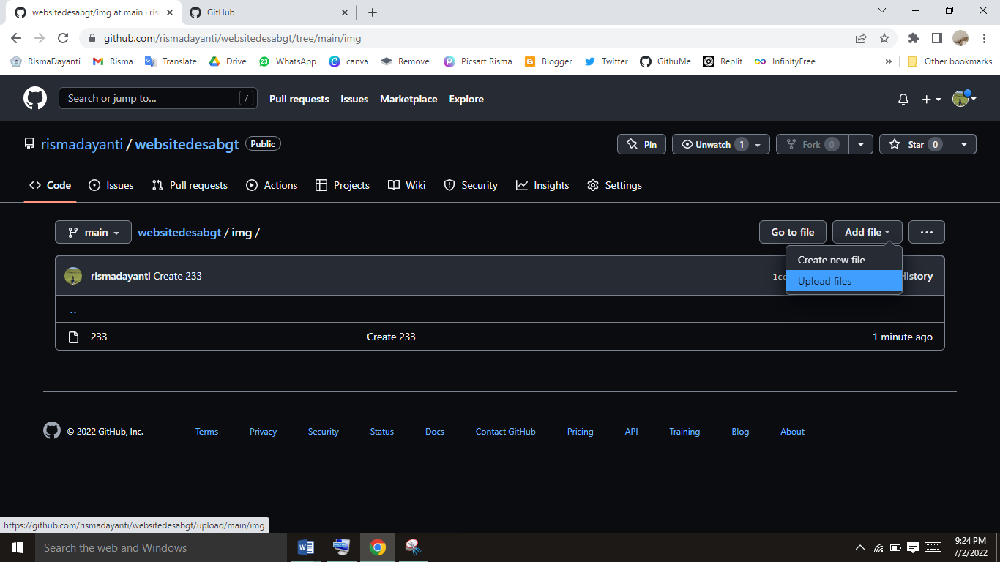 websitedesabgt/img at main · ris
GitHub
github.com/rismadayanti/websitedesabgt/tree/main/img
RismaDayanti Risma Translate Drive 23 WhatsApp canva Remove Picsart Risma Blogger Twitter GithuMe Replit InfinityFree » Other bookmarks
Search or jump to... / Pull requests Issues Marketplace Explore
rismadayanti / websitedesabgt Public Pin Unwatch 1 Fork 0 Star 0
Code Issues Pull requests Actions Projects Wiki Security Insights Settings
main websitedesabgt / img / Go to file Add file ...
Create new file
rismadayanti Create 233 1 History
Upload files
..
233 Create 233 1 minute ago
© 2022 GitHub, Inc. Terms Privacy Security Status Docs Contact GitHub Pricing API Training Blog About
https://github.com/rismadayanti/websitedesabgt/upload/main/img
Search the web and Windows
9:24 PM
7/2/2022